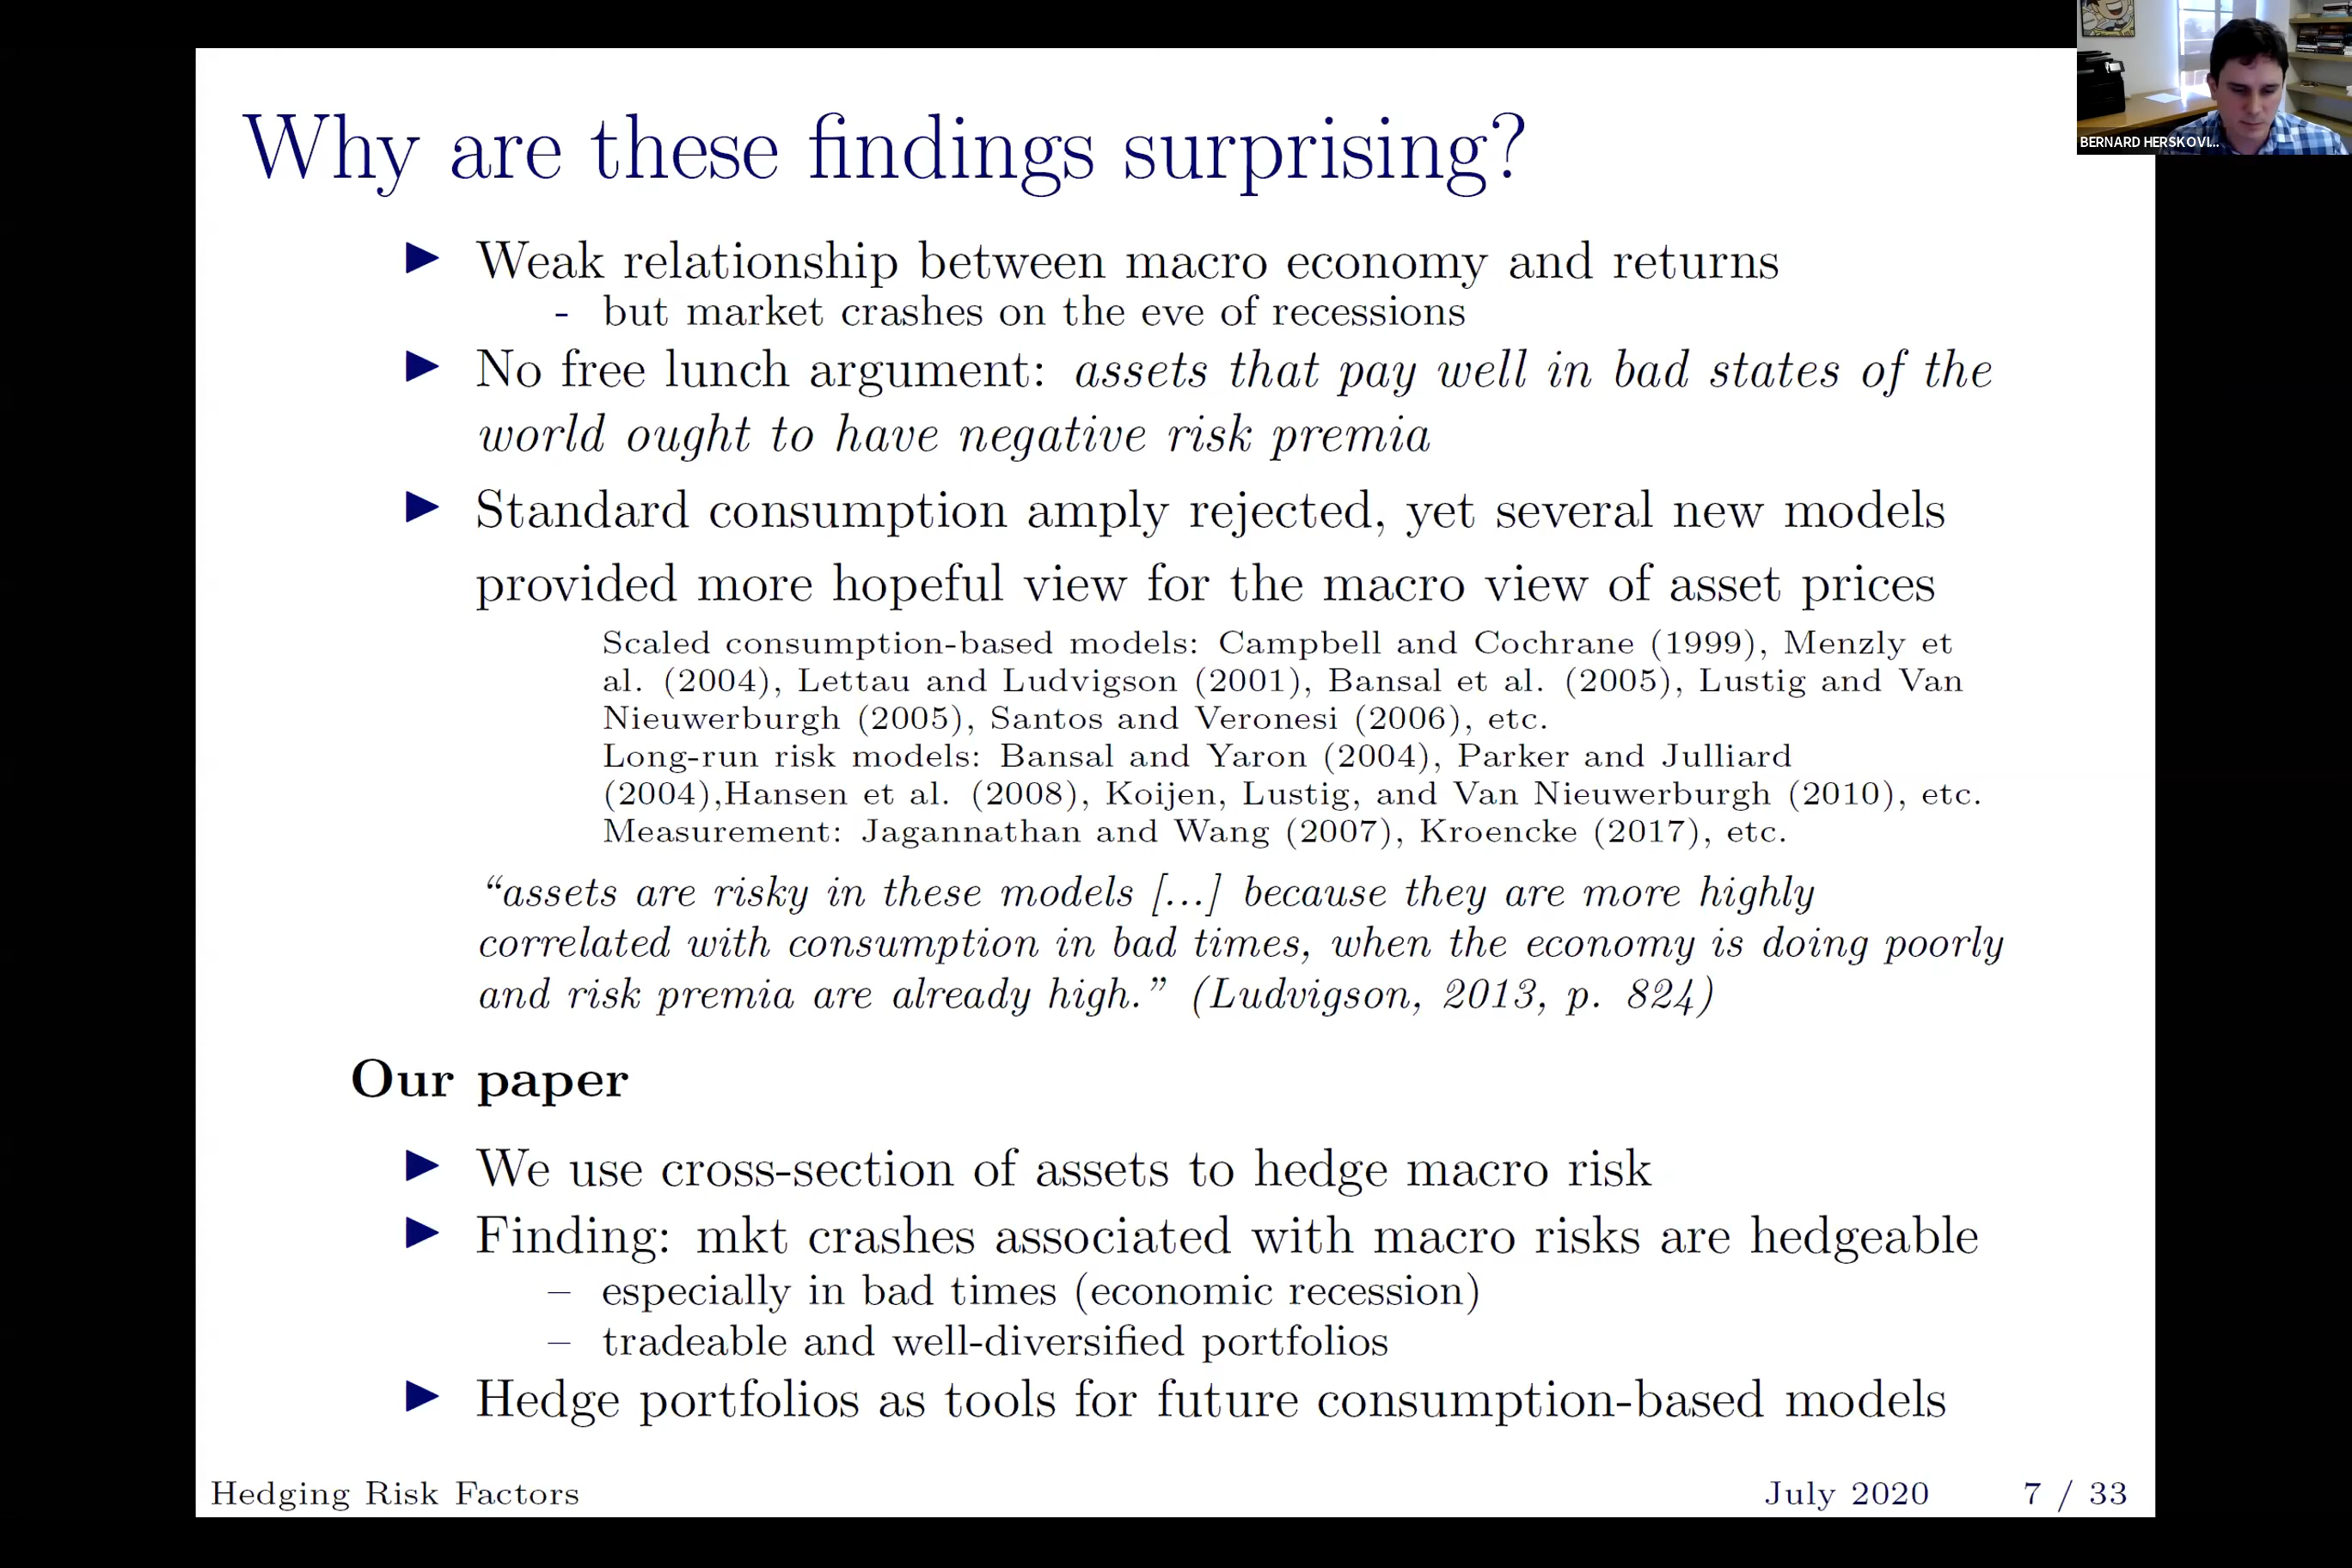 Why are these findings surprising?
▶ Weak relationship between macro economy and returns
- but market crashes on the eve of recessions
▶ No free lunch argument: assets that pay well in bad states of the
world ought to have negative risk premia
▶ Standard consumption amply rejected, yet several new models
provided more hopeful view for the macro view of asset prices
Scaled consumption-based models: Campbell and Cochrane (1999), Menzly et
al. (2004), Lettau and Ludvigson (2001), Bansal et al. (2005), Lustig and Van
Nieuwerburgh (2005), Santos and Veronesi (2006), etc.
Long-run risk models: Bansal and Yaron (2004), Parker and Julliard
(2004),Hansen et al. (2008), Koijen, Lustig, and Van Nieuwerburgh (2010), etc.
Measurement: Jagannathan and Wang (2007), Kroencke (2017), etc.
“assets are risky in these models [...] because they are more highly
correlated with consumption in bad times, when the economy is doing poorly
and risk premia are already high.” (Ludvigson, 2013, p. 824)
Our paper
▶ We use cross-section of assets to hedge macro risk
▶ Finding: mkt crashes associated with macro risks are hedgeable
– especially in bad times (economic recession)
– tradeable and well-diversified portfolios
▶ Hedge portfolios as tools for future consumption-based models
Hedging Risk Factors
July 2020
7 / 33
BERNARD HERSKOVI...